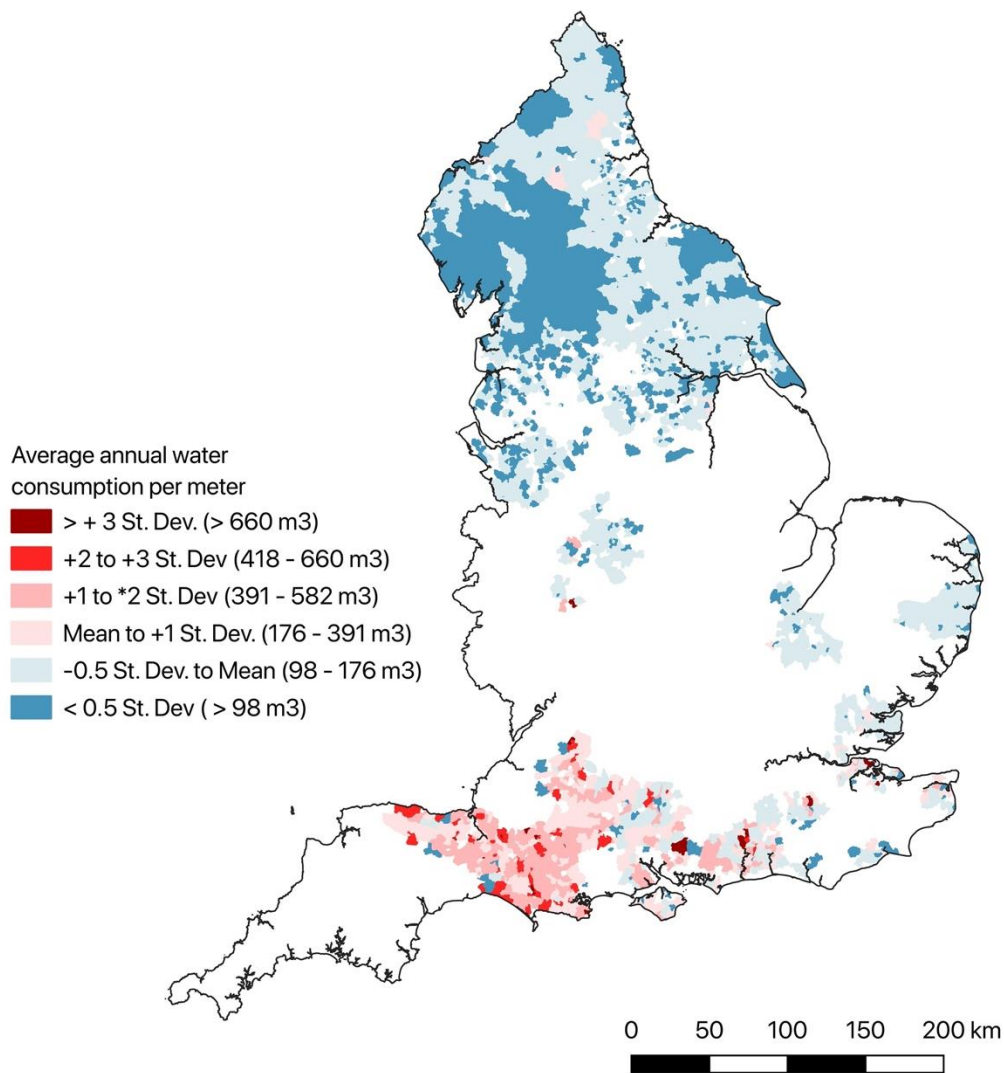 Average annual water
consumption per meter
> + 3 St. Dev. (> 660 m3)
+2 to +3 St. Dev (418 - 660 m3)
+1 to *2 St. Dev (391 - 582 m3)
Mean to +1 St. Dev. (176 - 391 m3)
-0.5 St. Dev. to Mean (98 - 176 m3)
< 0.5 St. Dev ( > 98 m3)
0 50 100 150 200 km